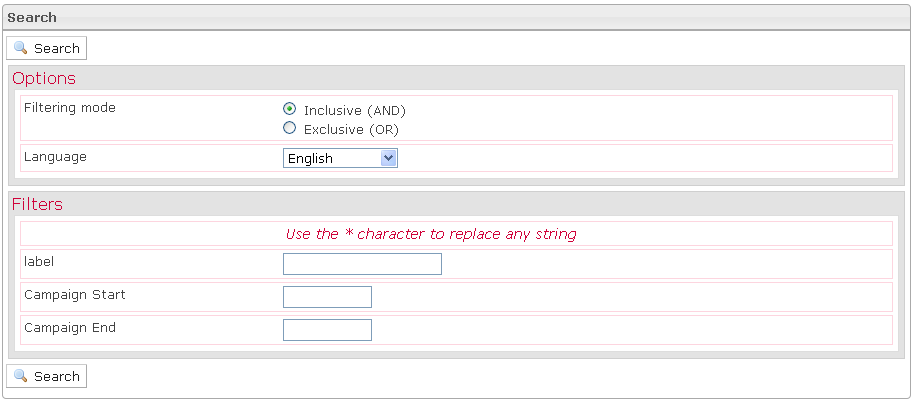 Search
Search
Options
Filtering mode
Inclusive (AND)
Exclusive (OR)
Language
English
Filters
Use the * character to replace any string
label
Campaign Start
Campaign End
Search